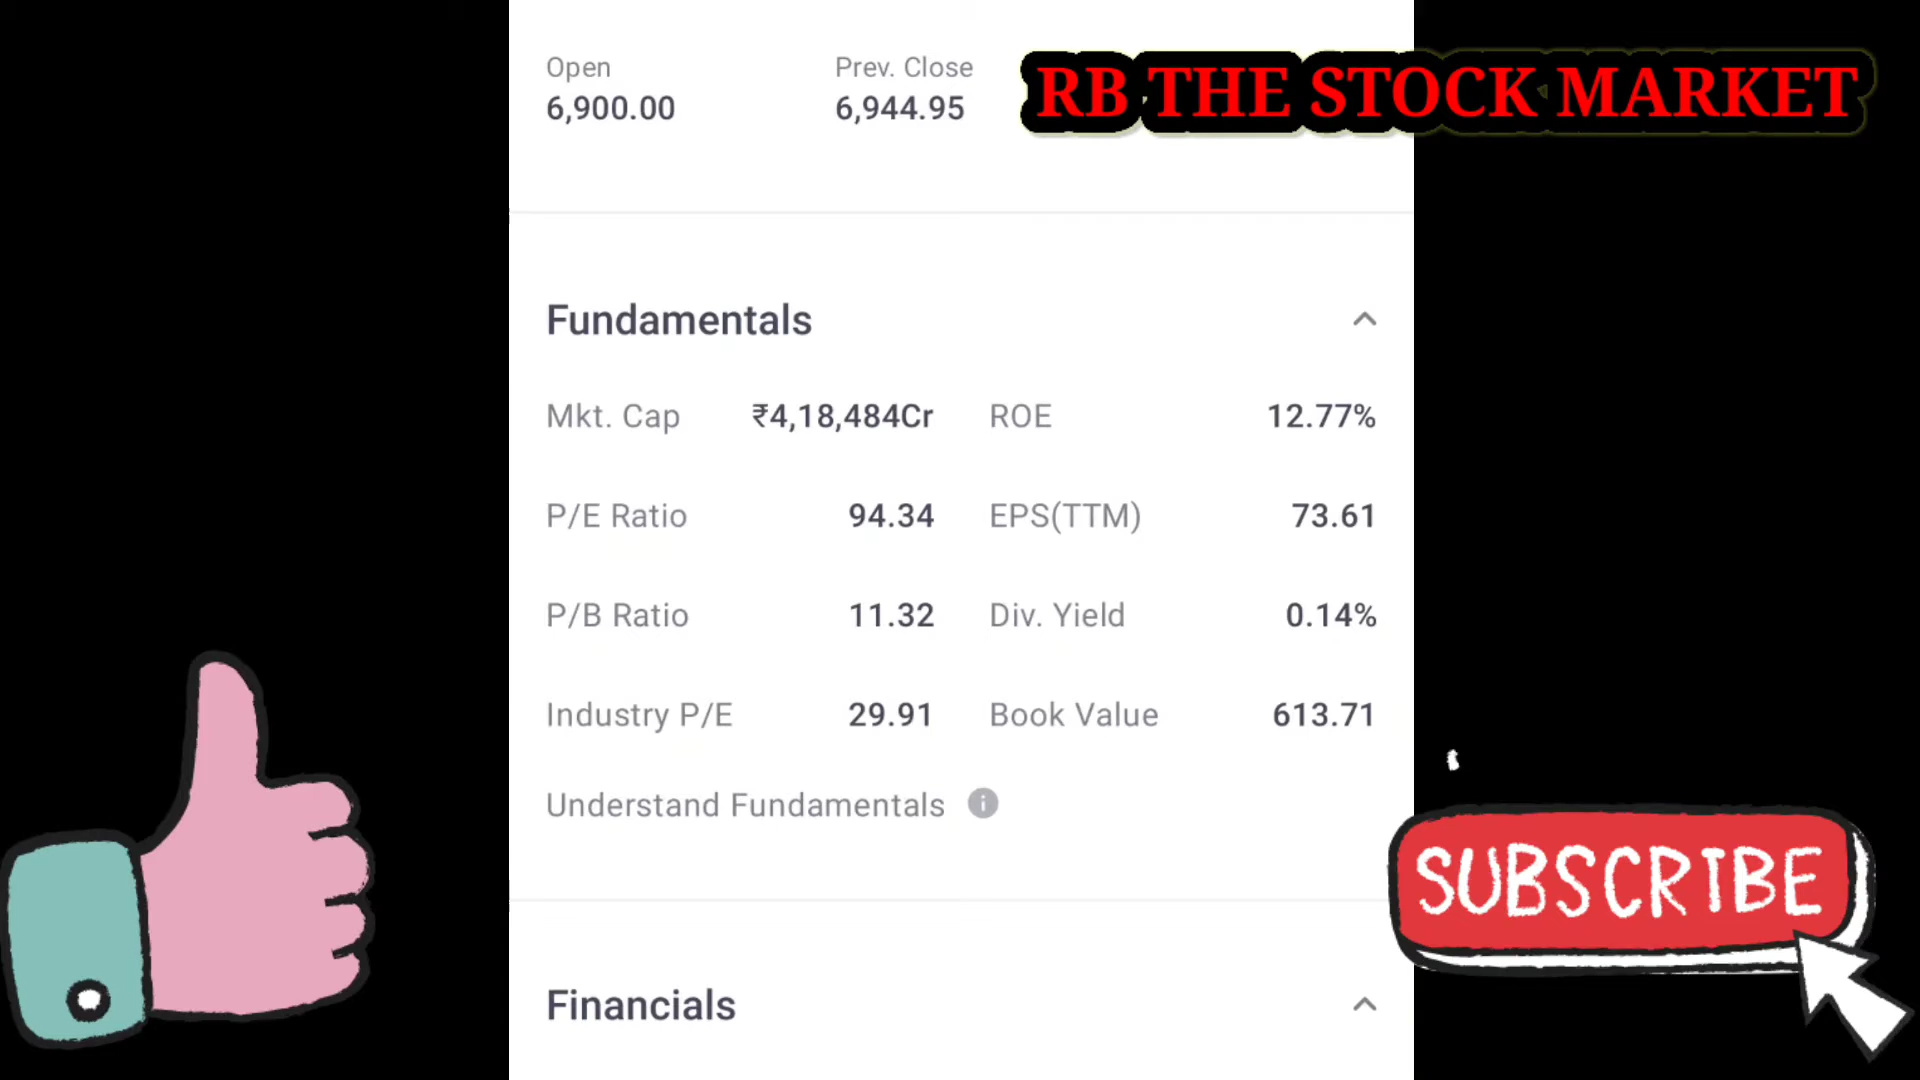 Open
6,900.00
Prev. Close
6,944.95
RB THE STOCK MARKET
Fundamentals
Mkt. Cap ₹4,18,484Cr ROE 12.77%
P/E Ratio 94.34 EPS(TTM) 73.61
P/B Ratio 11.32 Div. Yield 0.14%
Industry P/E 29.91 Book Value 613.71
Understand Fundamentals
SUBSCRIBE
Financials